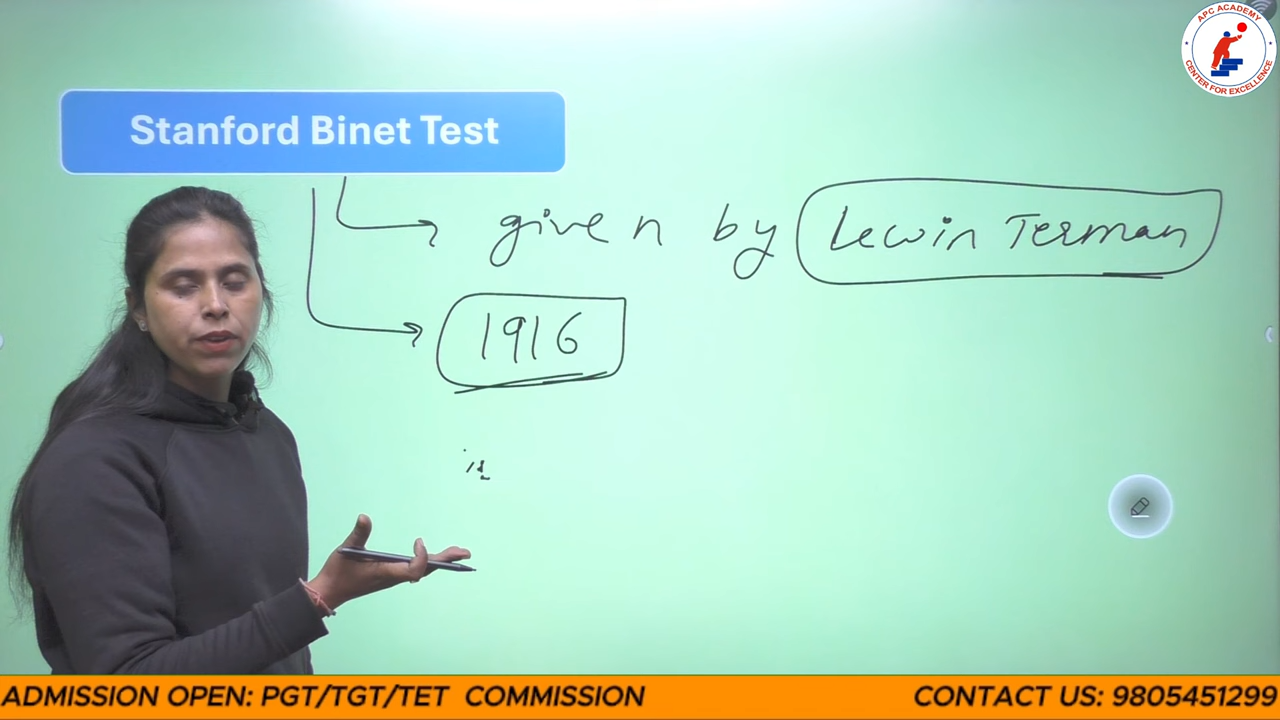 APC ACADEMY
CENTER FOR EXCELLENCE
Stanford Binet Test
given by Lewin Terman
1916
ADMISSION OPEN: PGT/TGT/TET COMMISSION
CONTACT US: 9805451299